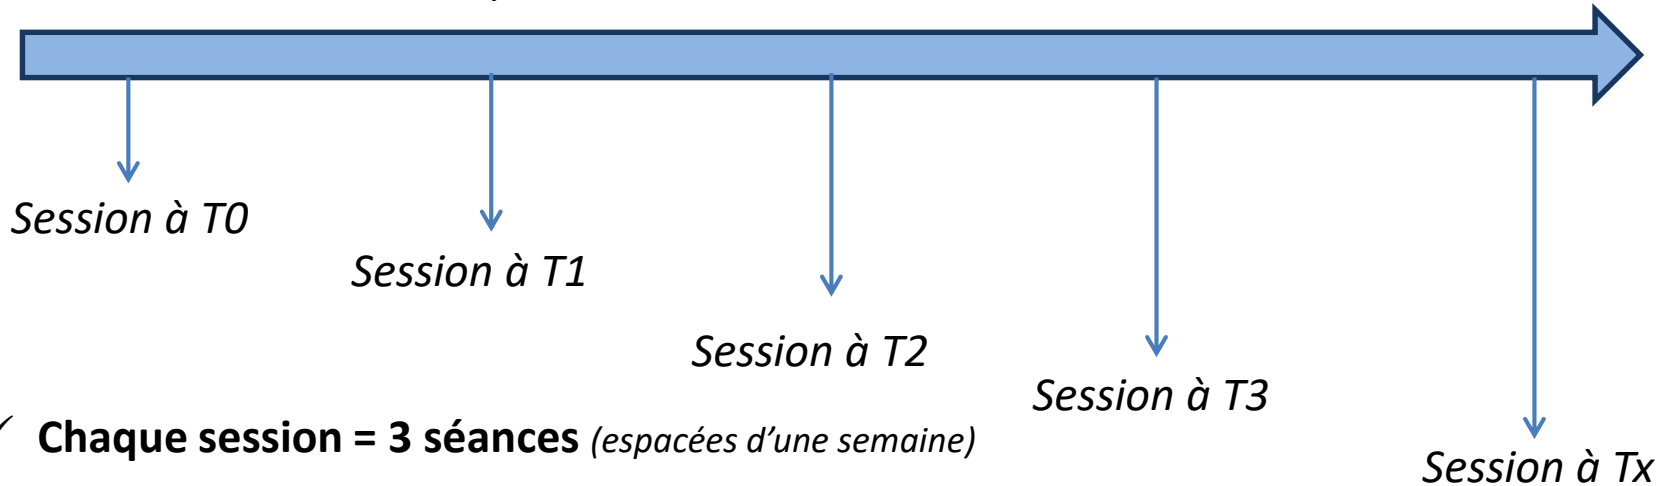 Session à T0
Session à T1
Session à T2
Session à T3
Chaque session = 3 séances (espacées d’une semaine)
Session à Tx